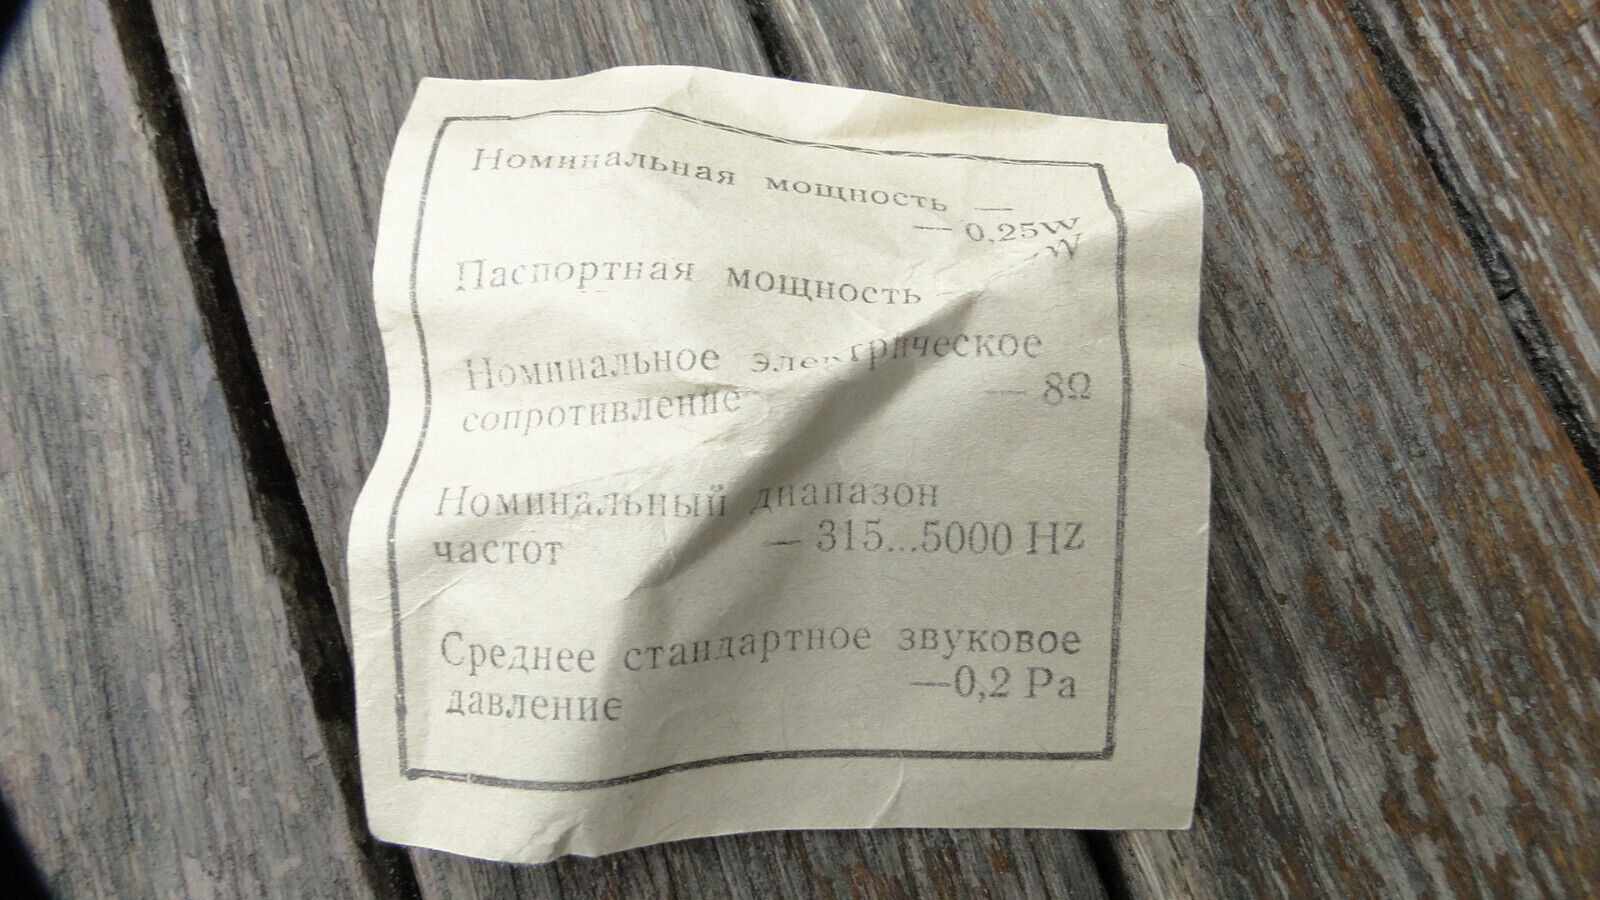 Номинальная мощность —
— 0,25W
Паспортная мощность — W
Номинальное электрическое
сопротивление — 8Ω
Номинальный диапазон
частот — 315...5000 HZ
Среднее стандартное звуковое
давление —0,2 Pa